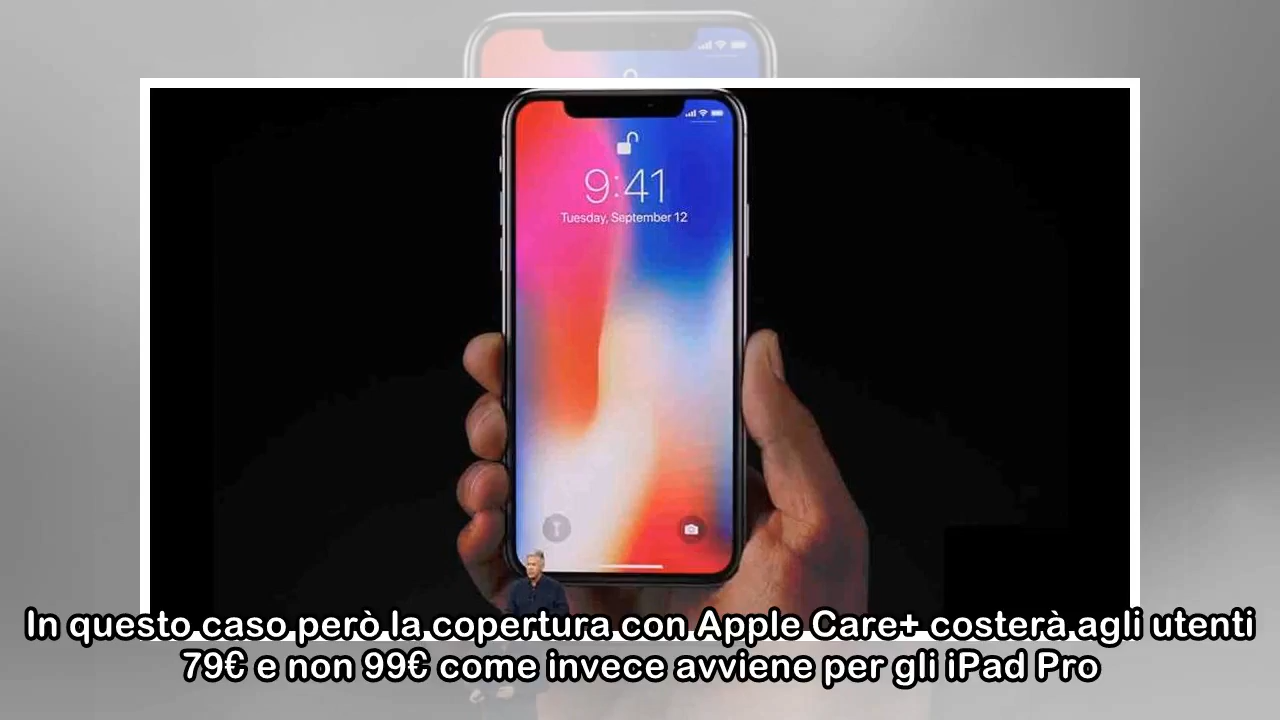 9:41
Tuesday, September 12
In questo caso però la copertura con Apple Care+ costerà agli utenti
79€ e non 99€ come invece avviene per gli iPad Pro